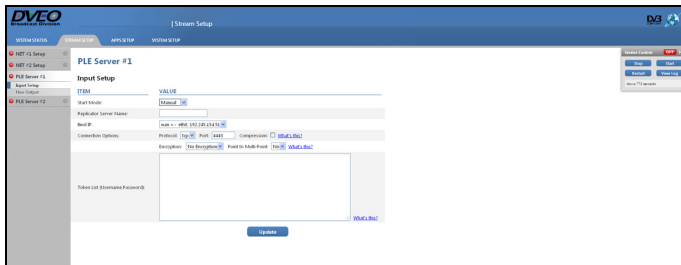 DVEO
Broadcast Division
| Stream Setup
DVB
SYSTEM STATUS STREAM SETUP APPS SETUP SYSTEM SETUP
NET #1 Setup
NET #2 Setup
PLE Server #1
Input Setup
New Output
PLE Server #2
PLE Server #1
Input Setup
ITEM VALUE
Start Mode: Manual
Replicator Server Name:
Bind IP:
Connection Options: Protocol: Port: Compression: What's this?
Encryption: No Encryption Point to Multi-Point: No What's this?
Token List (Username:Password):
What's this?
Update
Service Control OFF
Stop Start
Restart View Log